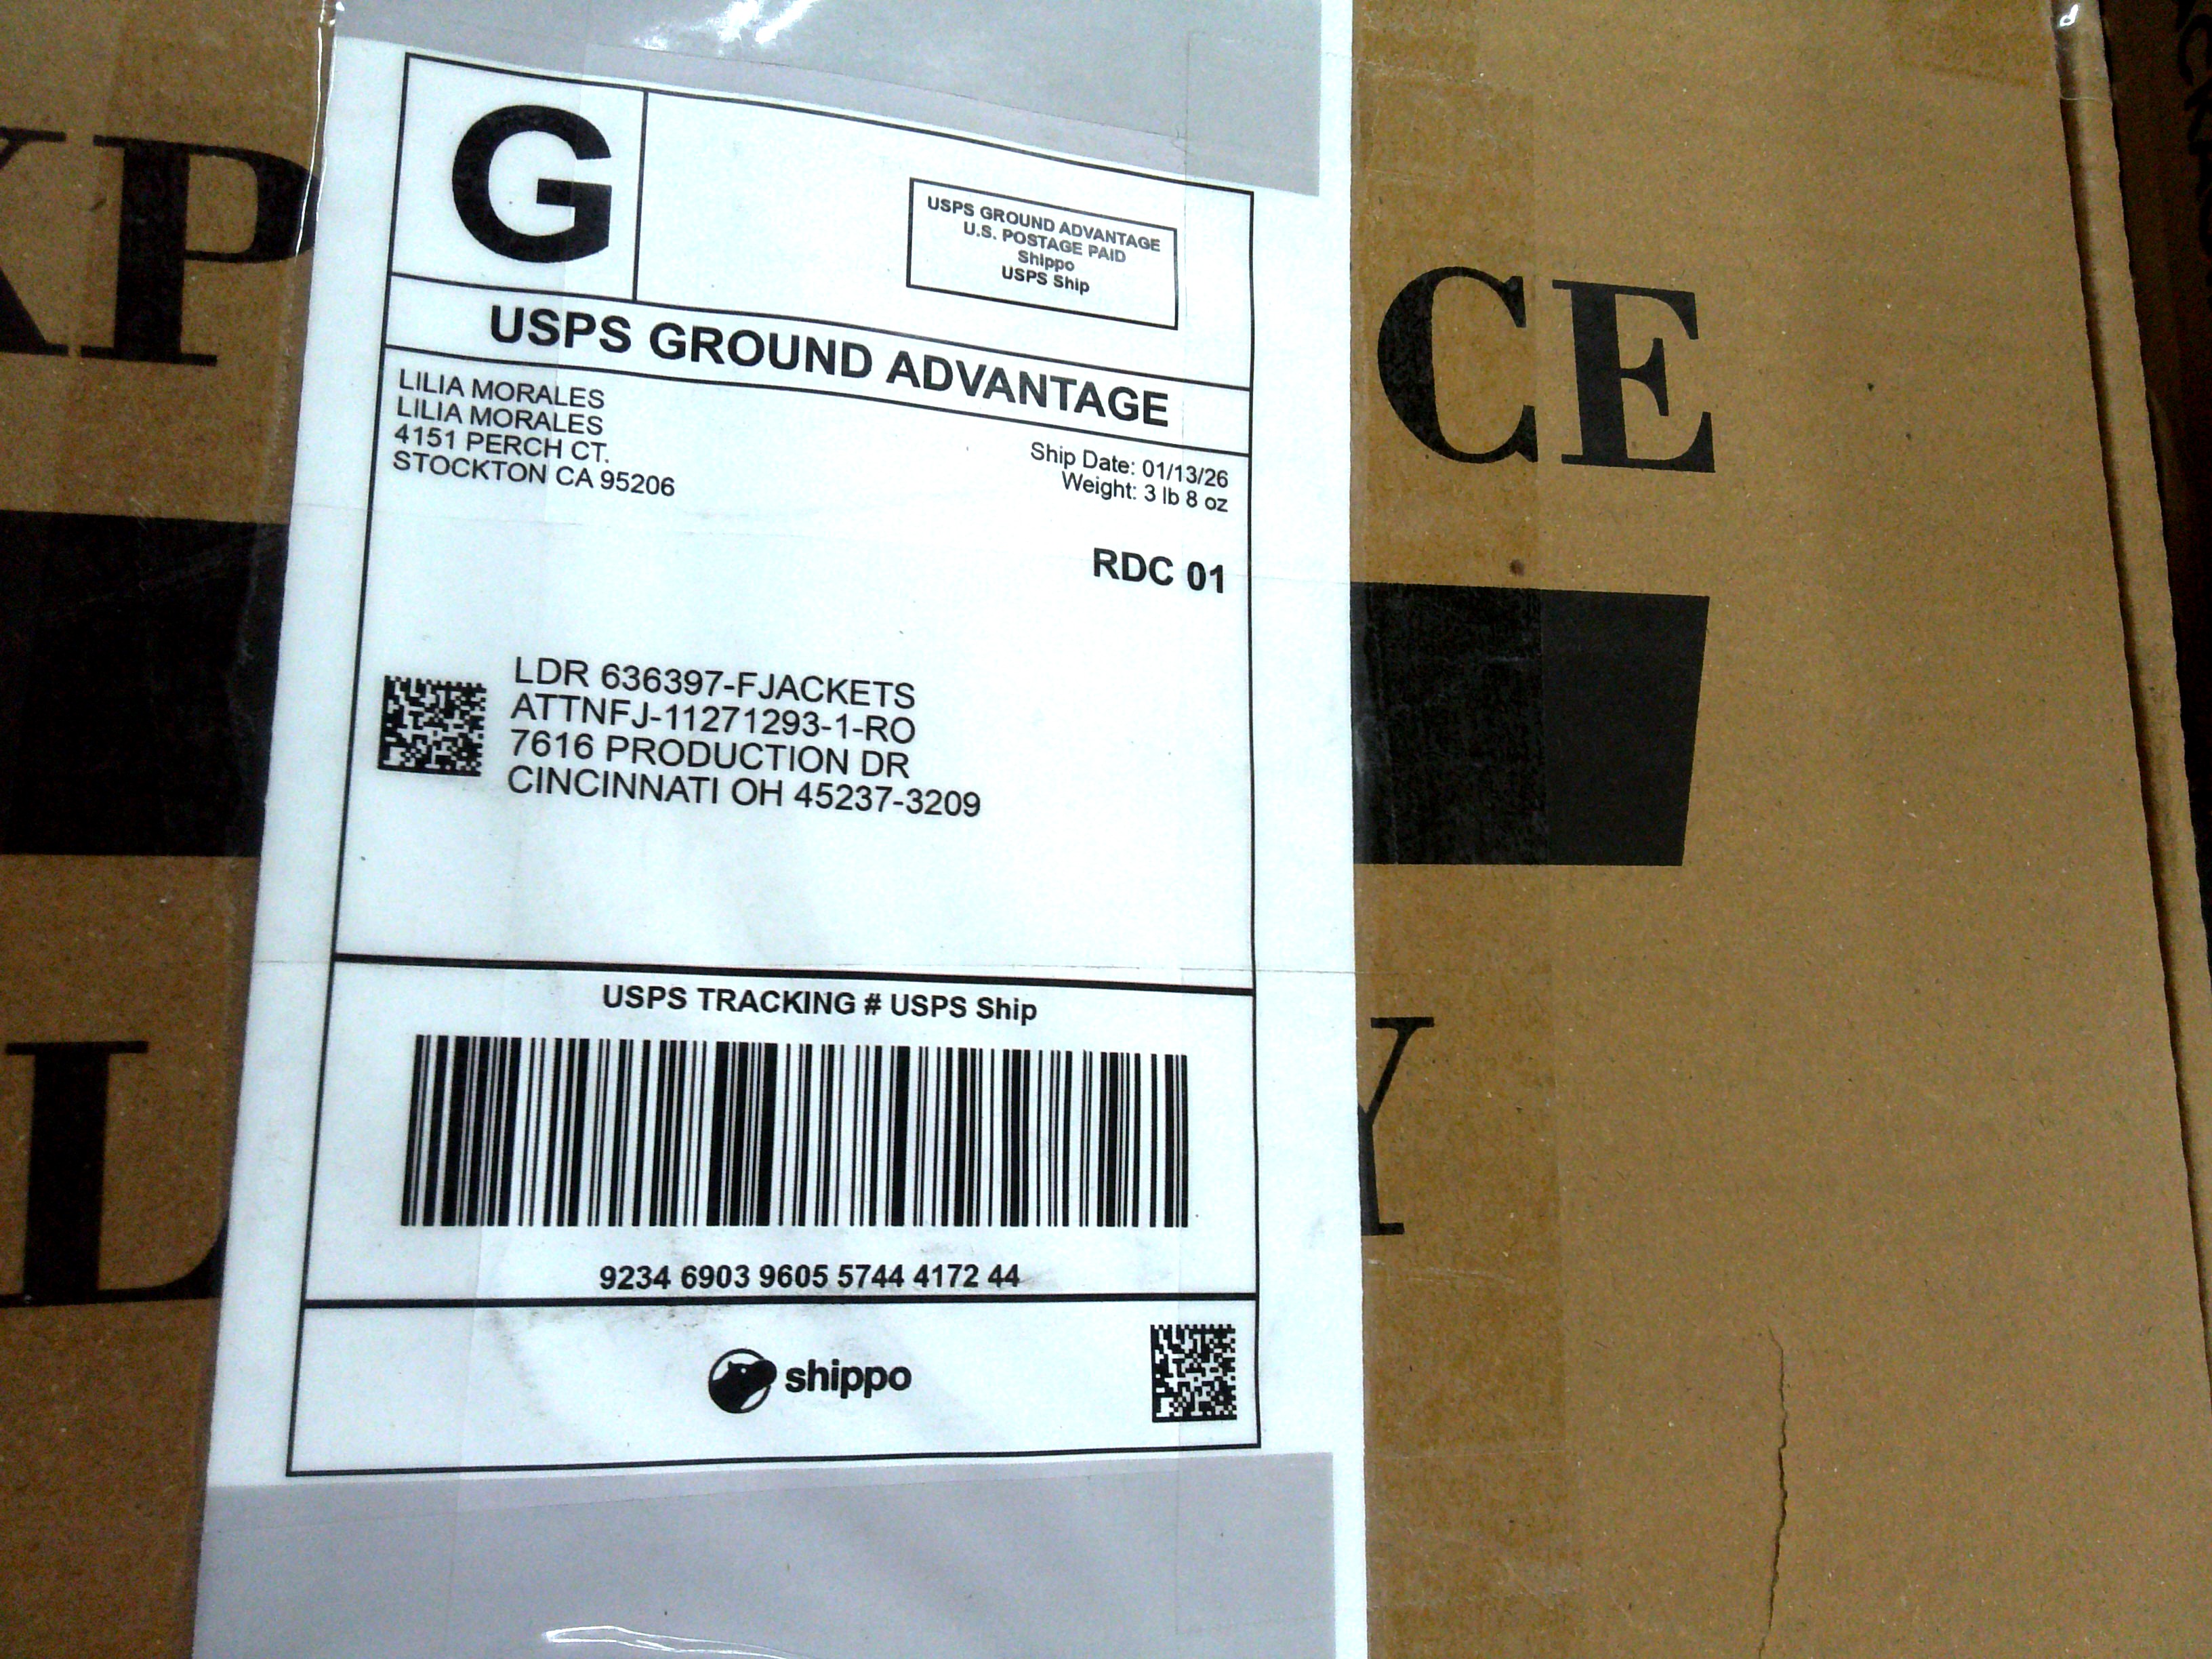 G
USPS GROUND ADVANTAGE
U.S. POSTAGE PAID
Shippo
USPS Ship
USPS GROUND ADVANTAGE
LILIA MORALES
LILIA MORALES
4151 PERCH CT.
STOCKTON CA 95206
Ship Date: 01/13/26
Weight: 3 lb 8 oz
RDC 01
LDR 636397-FJACKETS
ATTNFJ-11271293-1-RO
7616 PRODUCTION DR
CINCINNATI OH 45237-3209
USPS TRACKING # USPS Ship
9234 6903 9605 5744 4172 44
shippo
XP
CE
L
Y